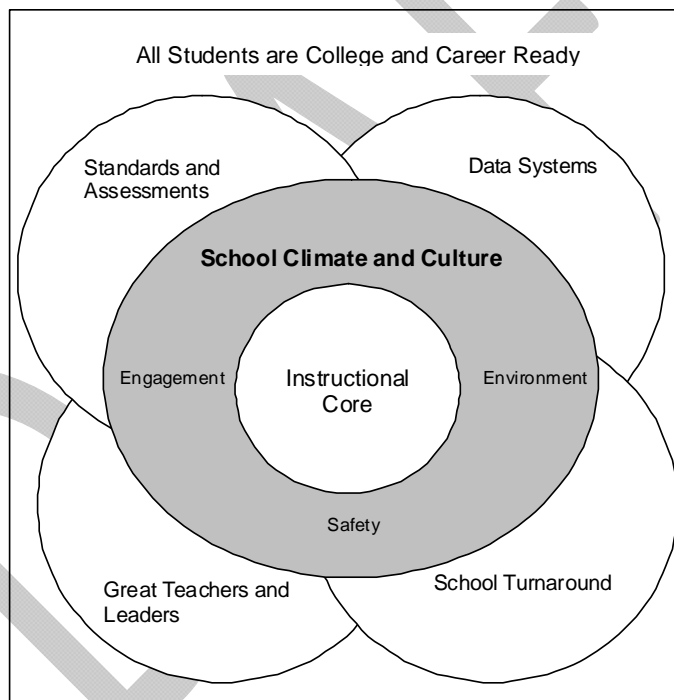 All Students are College and Career Ready
Standards and
Assessments
Data Systems
School Climate and Culture
Engagement
Instructional
Core
Environment
Safety
Great Teachers and
Leaders
School Turnaround